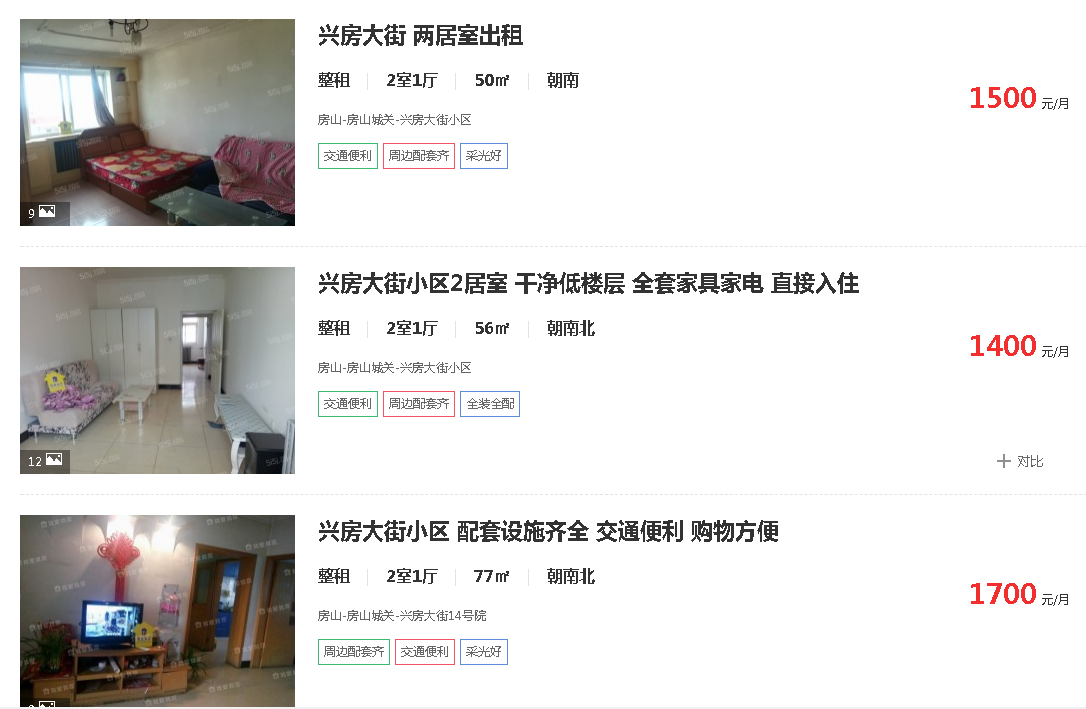 兴房大街 两居室出租
整租 2室1厅 50㎡ 朝南
1500 元/月
房山-房山城关-兴房大街小区
交通便利 周边配套齐 采光好
9
兴房大街小区2居室 干净低楼层 全套家具家电 直接入住
整租 2室1厅 56㎡ 朝南北
1400 元/月
房山-房山城关-兴房大街小区
交通便利 周边配套齐 全装全配
12
对比
兴房大街小区 配套设施齐全 交通便利 购物方便
整租 2室1厅 77㎡ 朝南北
1700 元/月
房山-房山城关-兴房大街14号院
周边配套齐 交通便利 采光好